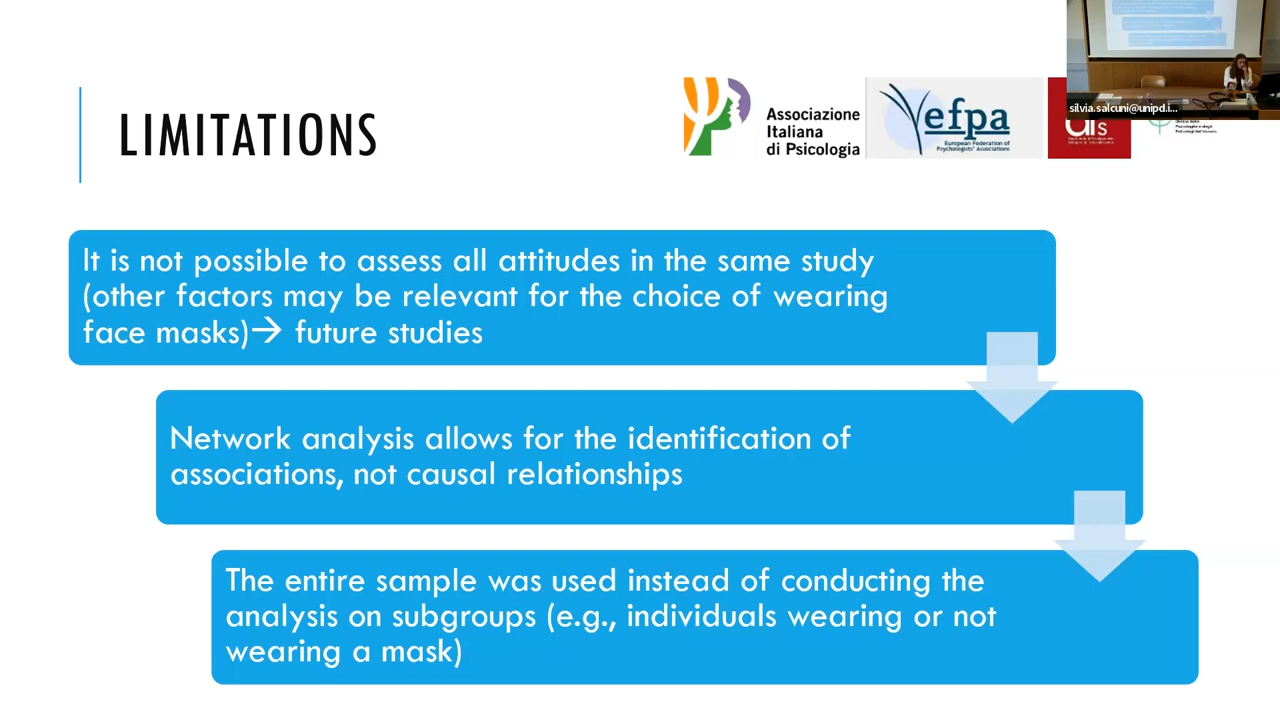 LIMITATIONS
Associazione
Italiana
di Psicologia
efpa
European Federation of
Psychologists' Associations
silvia.salcuni@unipd.i...
It is not possible to assess all attitudes in the same study
(other factors may be relevant for the choice of wearing
face masks)→ future studies
Network analysis allows for the identification of
associations, not causal relationships
The entire sample was used instead of conducting the
analysis on subgroups (e.g., individuals wearing or not
wearing a mask)